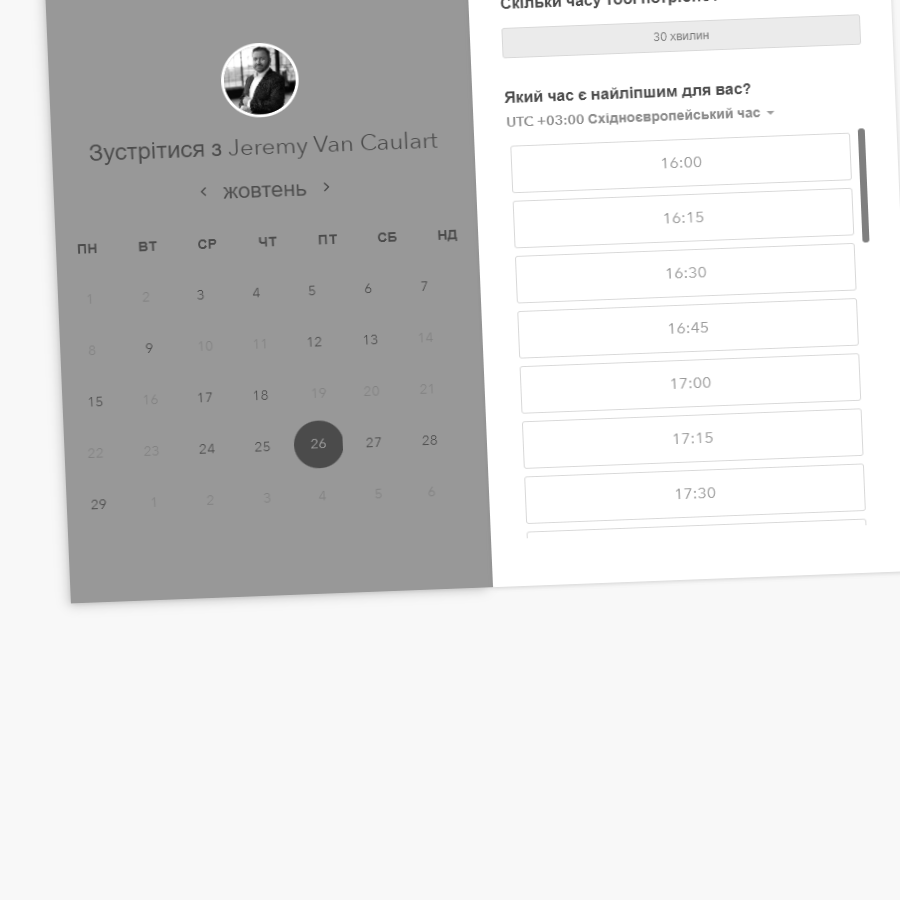 Зустрітися з Jeremy Van Caulart
‹ жовтень ›
ПН ВТ СР ЧТ ПТ СБ НД
1 2 3 4 5 6 7
8 9 10 11 12 13 14
15 16 17 18 19 20 21
22 23 24 25 26 27 28
29 1 2 3 4 5 6
Скільки часу тобі потрібно?
30 хвилин
Який час є найліпшим для вас?
UTC +03:00 Східноєвропейський час
16:00
16:15
16:30
16:45
17:00
17:15
17:30